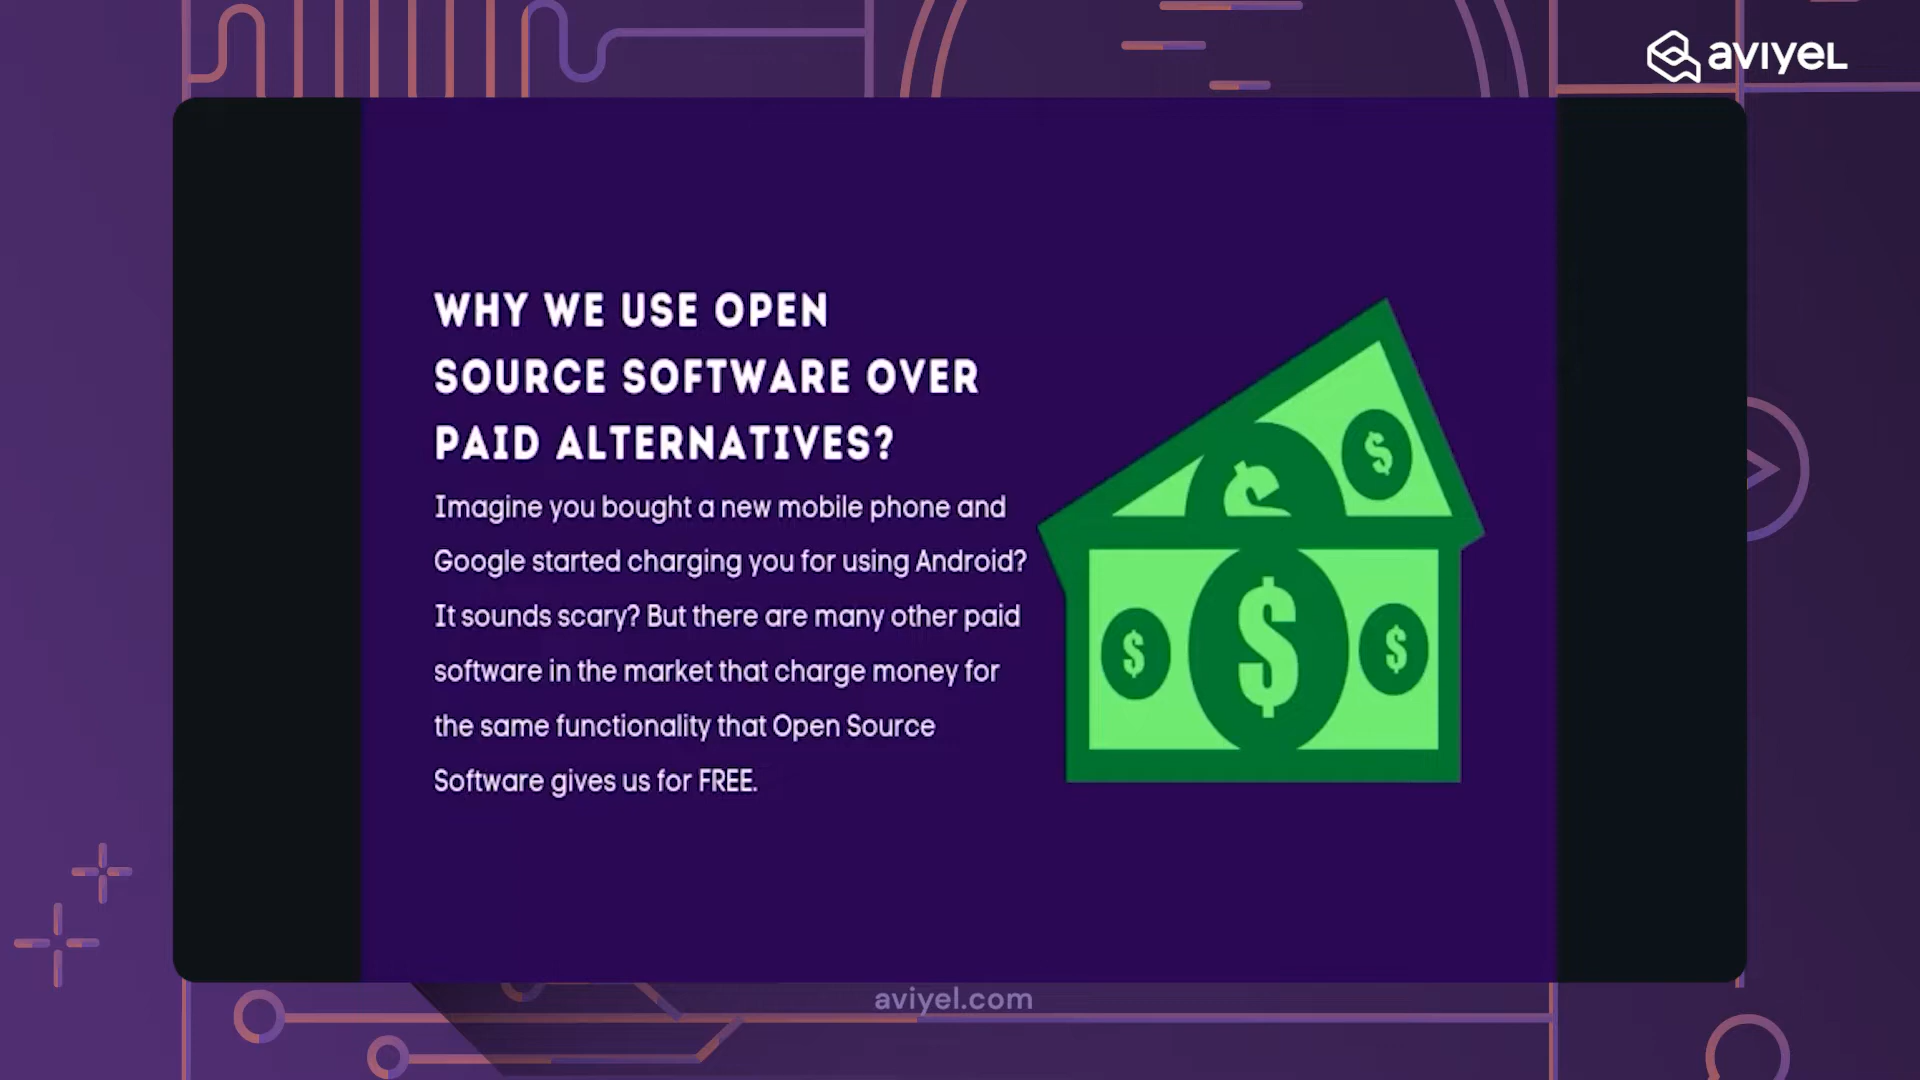 aviyel
WHY WE USE OPEN
SOURCE SOFTWARE OVER
PAID ALTERNATIVES?
Imagine you bought a new mobile phone and
Google started charging you for using Android?
It sounds scary? But there are many other paid
software in the market that charge money for
the same functionality that Open Source
Software gives us for FREE.
$
$
$
$
$
aviyel.com